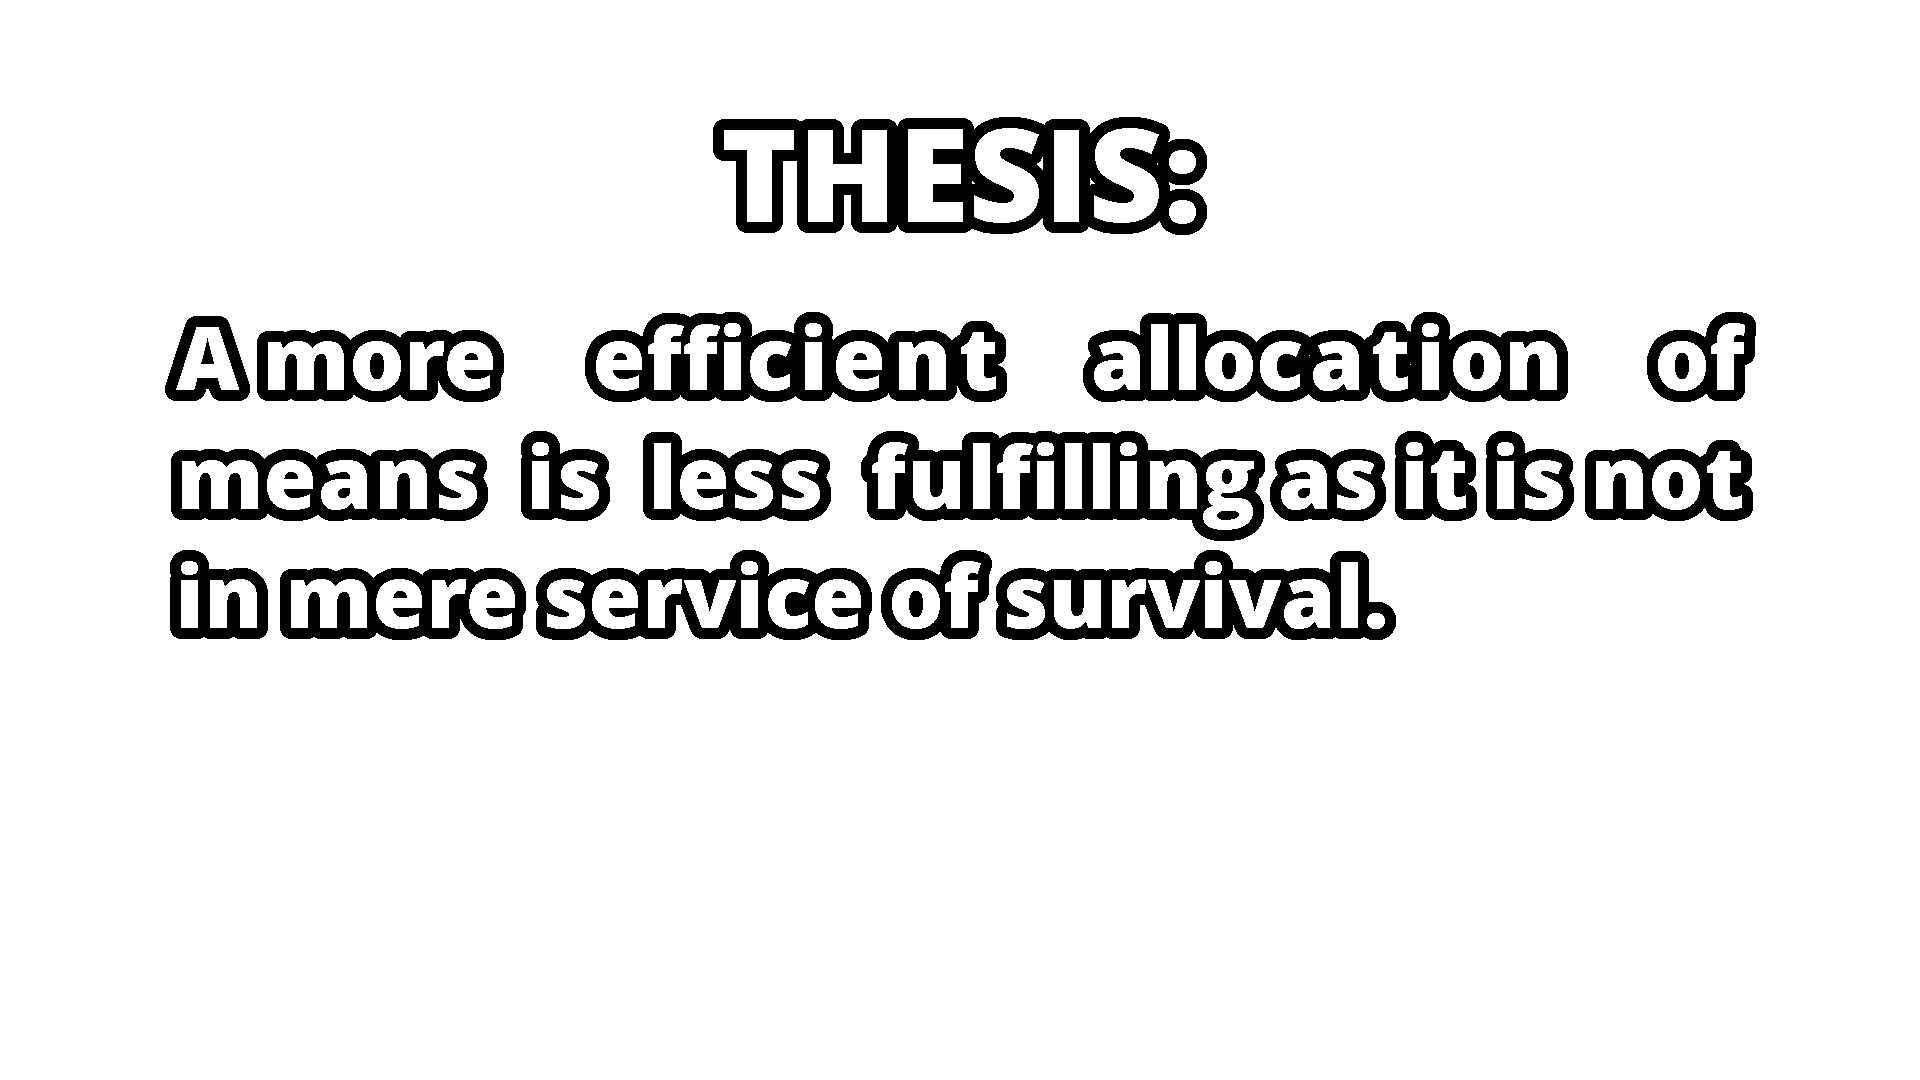 THESIS:
A more efficient allocation of
means is less fulfilling as it is not
in mere service of survival.